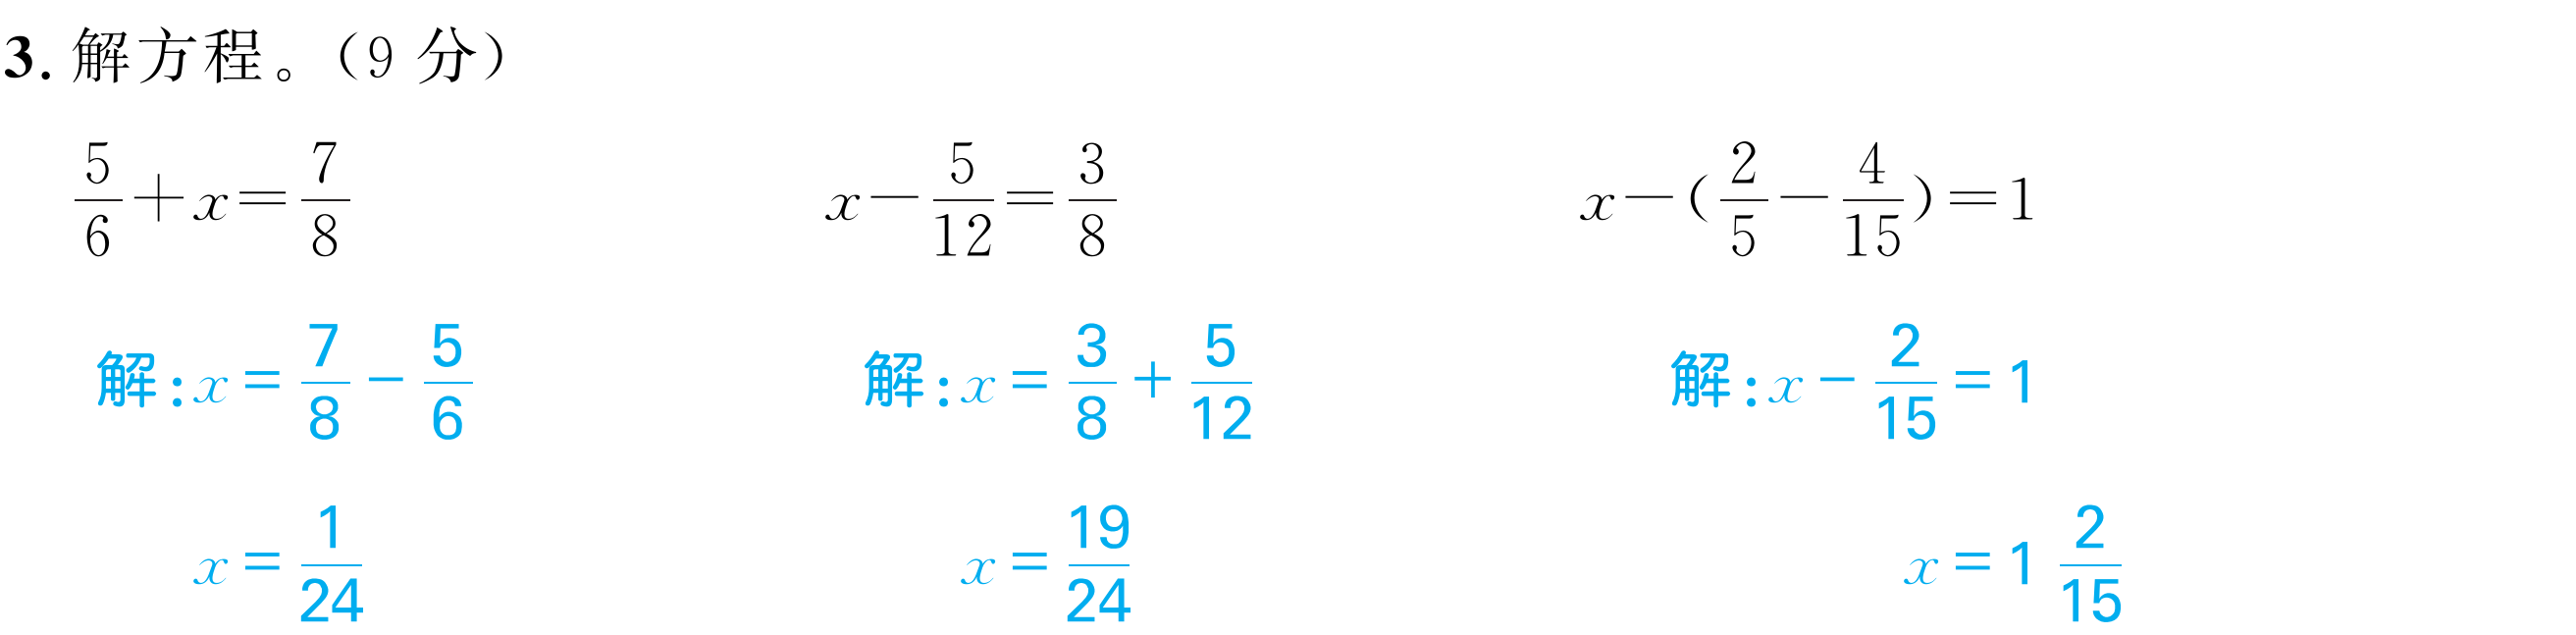 3. 解方程。（9 分）
5/6 + x = 7/8    x − 5/12 = 3/8    x − (2/5 − 4/15) = 1
解：x = 7/8 − 5/6    解：x = 3/8 + 5/12    解：x − 2/15 = 1
x = 1/24    x = 19/24    x = 1 2/15